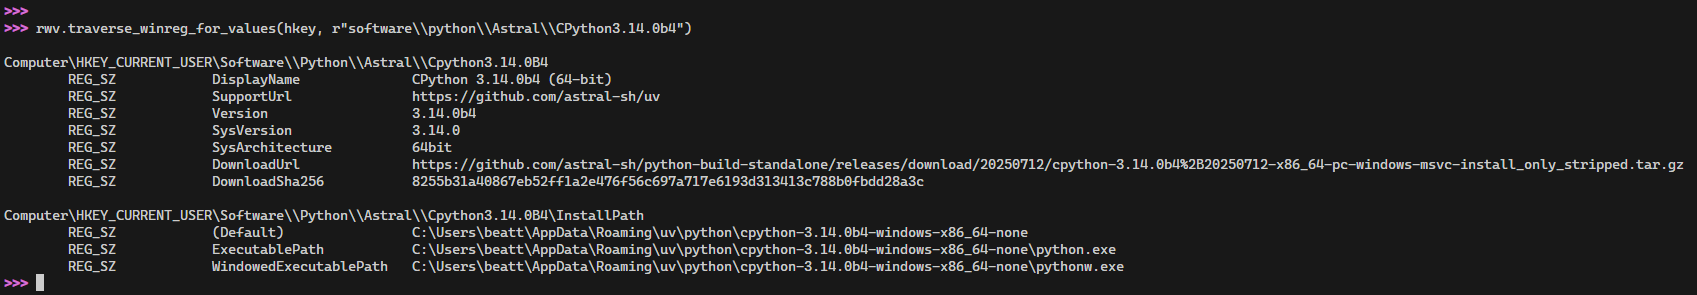 >>>
>>> rwv.traverse_winreg_for_values(hkey, r"software\\python\\Astral\\CPython3.14.0b4")
Computer\HKEY_CURRENT_USER\Software\\Python\\Astral\\Cpython3.14.0B4
REG_SZ DisplayName CPython 3.14.0b4 (64-bit)
REG_SZ SupportUrl https://github.com/astral-sh/uv
REG_SZ Version 3.14.0b4
REG_SZ SysVersion 3.14.0
REG_SZ SysArchitecture 64bit
REG_SZ DownloadUrl https://github.com/astral-sh/python-build-standalone/releases/download/20250712/cpython-3.14.0b4%2B20250712-x86_64-pc-windows-msvc-install_only_stripped.tar.gz
REG_SZ DownloadSha256 8255b31a40867eb52ff1a2e476f56c697a717e6193d313413c788b0fbdd28a3c
Computer\HKEY_CURRENT_USER\Software\\Python\\Astral\\Cpython3.14.0B4\InstallPath
REG_SZ (Default) C:\Users\beatt\AppData\Roaming\uv\python\cpython-3.14.0b4-windows-x86_64-none
REG_SZ ExecutablePath C:\Users\beatt\AppData\Roaming\uv\python\cpython-3.14.0b4-windows-x86_64-none\python.exe
REG_SZ WindowedExecutablePath C:\Users\beatt\AppData\Roaming\uv\python\cpython-3.14.0b4-windows-x86_64-none\pythonw.exe
>>>